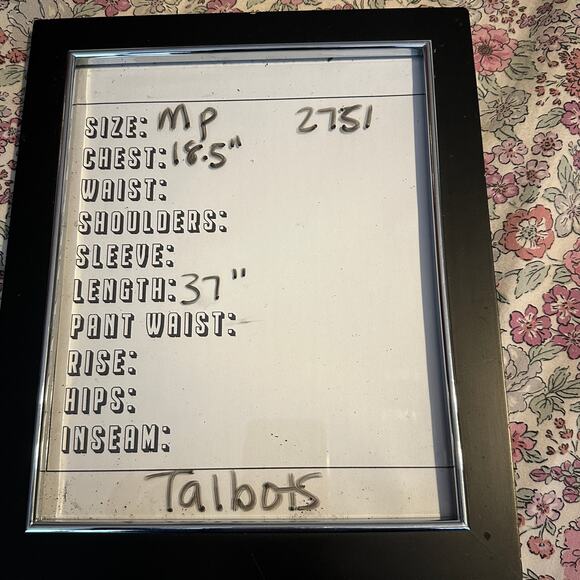 SIZE: MP 2751
CHEST: 18.5"
WAIST:
SHOULDERS:
SLEEVE:
LENGTH: 37"
PANT WAIST:
RISE:
HIPS:
INSEAM:
Talbots